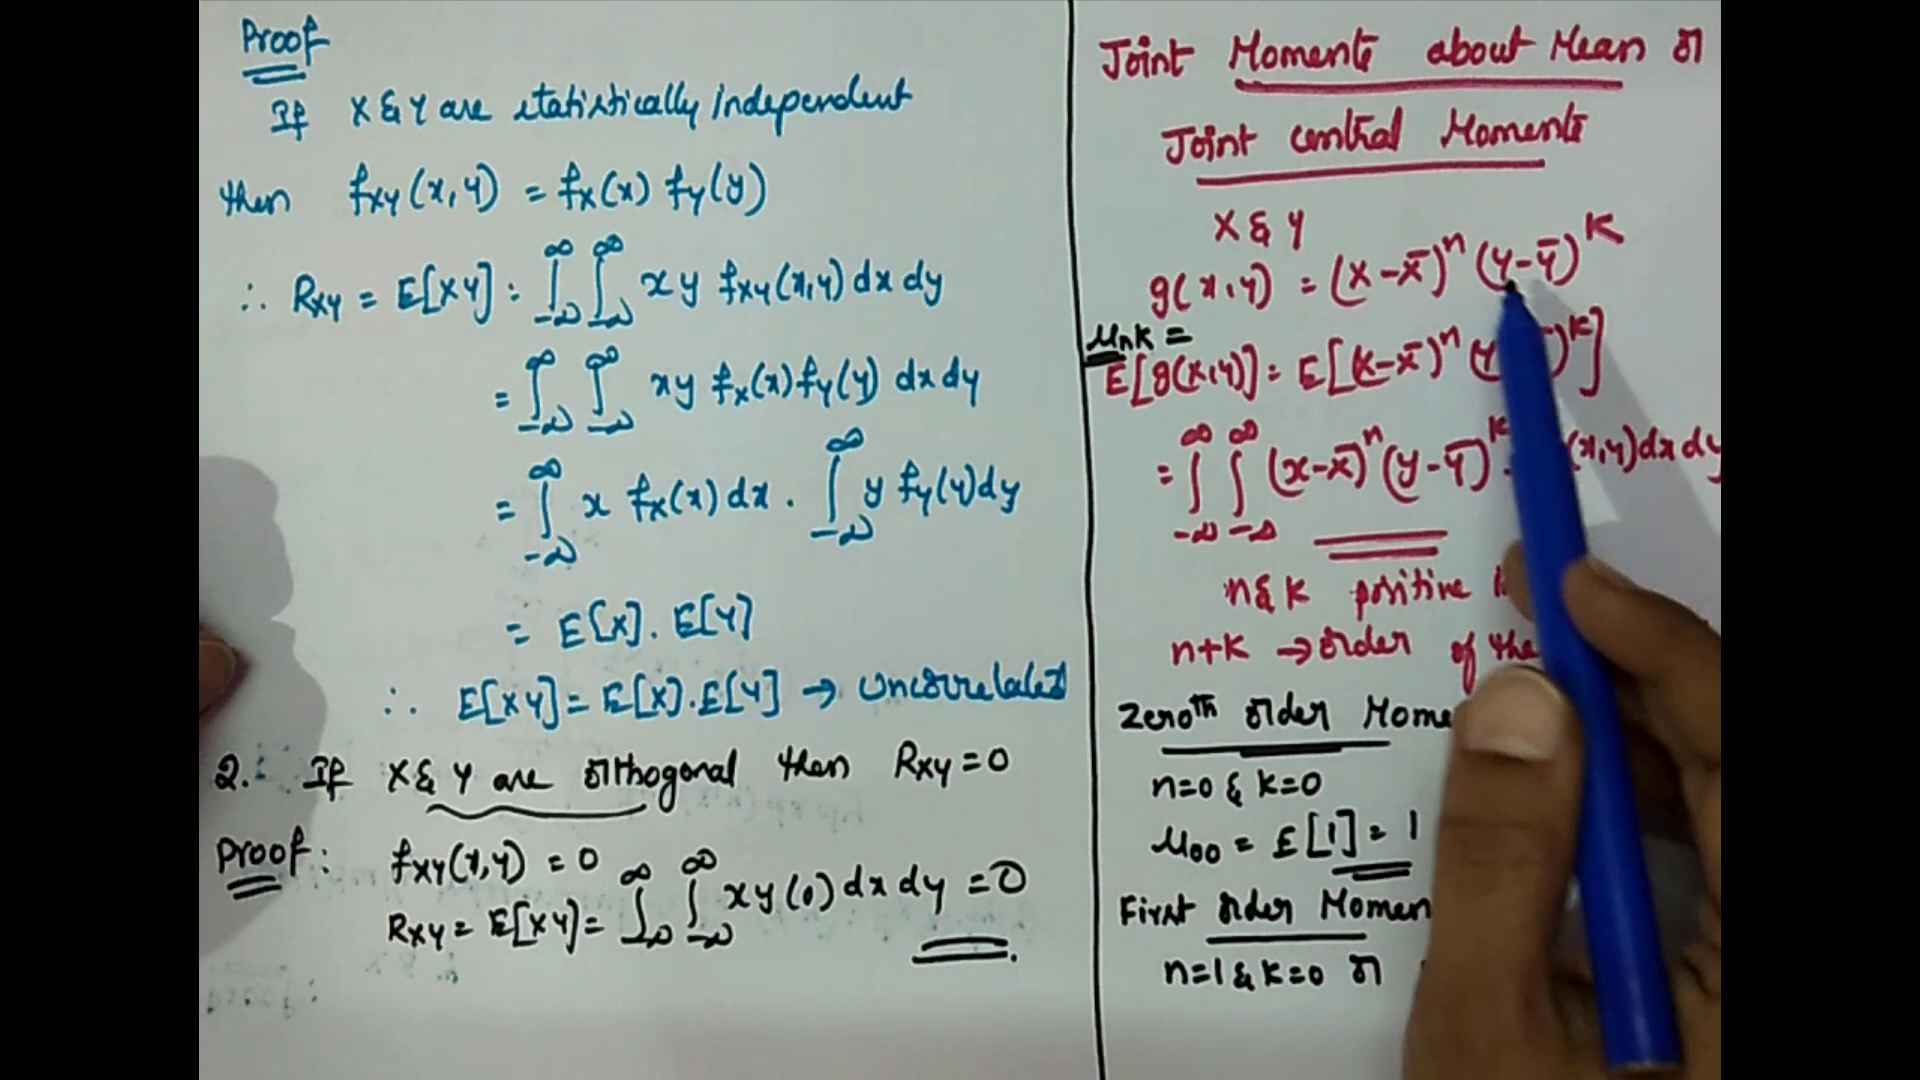 Proof
If X & Y are statistically independent
then fXY(x,y) = fX(x) fY(y)
∴ RXY = E[XY] = ∫_{-∞}^{∞} ∫_{-∞}^{∞} xy fXY(x,y) dx dy
= ∫_{-∞}^{∞} ∫_{-∞}^{∞} xy fX(x) fY(y) dx dy
= ∫_{-∞}^{∞} x fX(x) dx . ∫_{-∞}^{∞} y fY(y) dy
= E[X] . E[Y]
∴ E[XY] = E[X] . E[Y] → Uncorrelated
2. If X & Y are orthogonal then RXY = 0
Proof: fXY(x,y) = 0
RXY = E[XY] = ∫_{-∞}^{∞} ∫_{-∞}^{∞} xy (0) dx dy = 0
Joint Moments about Mean or
Joint central Moments
X & Y
g(x,y) = (X-X̄)^n (Y-Ȳ)^K
μnK =
E[g(x,y)] = E[(X-X̄)^n (Y )^K]
= ∫_{-∞}^{∞} ∫_{-∞}^{∞} (x-X̄)^n (y-Ȳ)^K (x,y) dx dy
n & K positive
n+K → order of the
Zeroth order
n=0 & K=0
μ00 = E[1] = 1
First order
n=1 & K=0 or